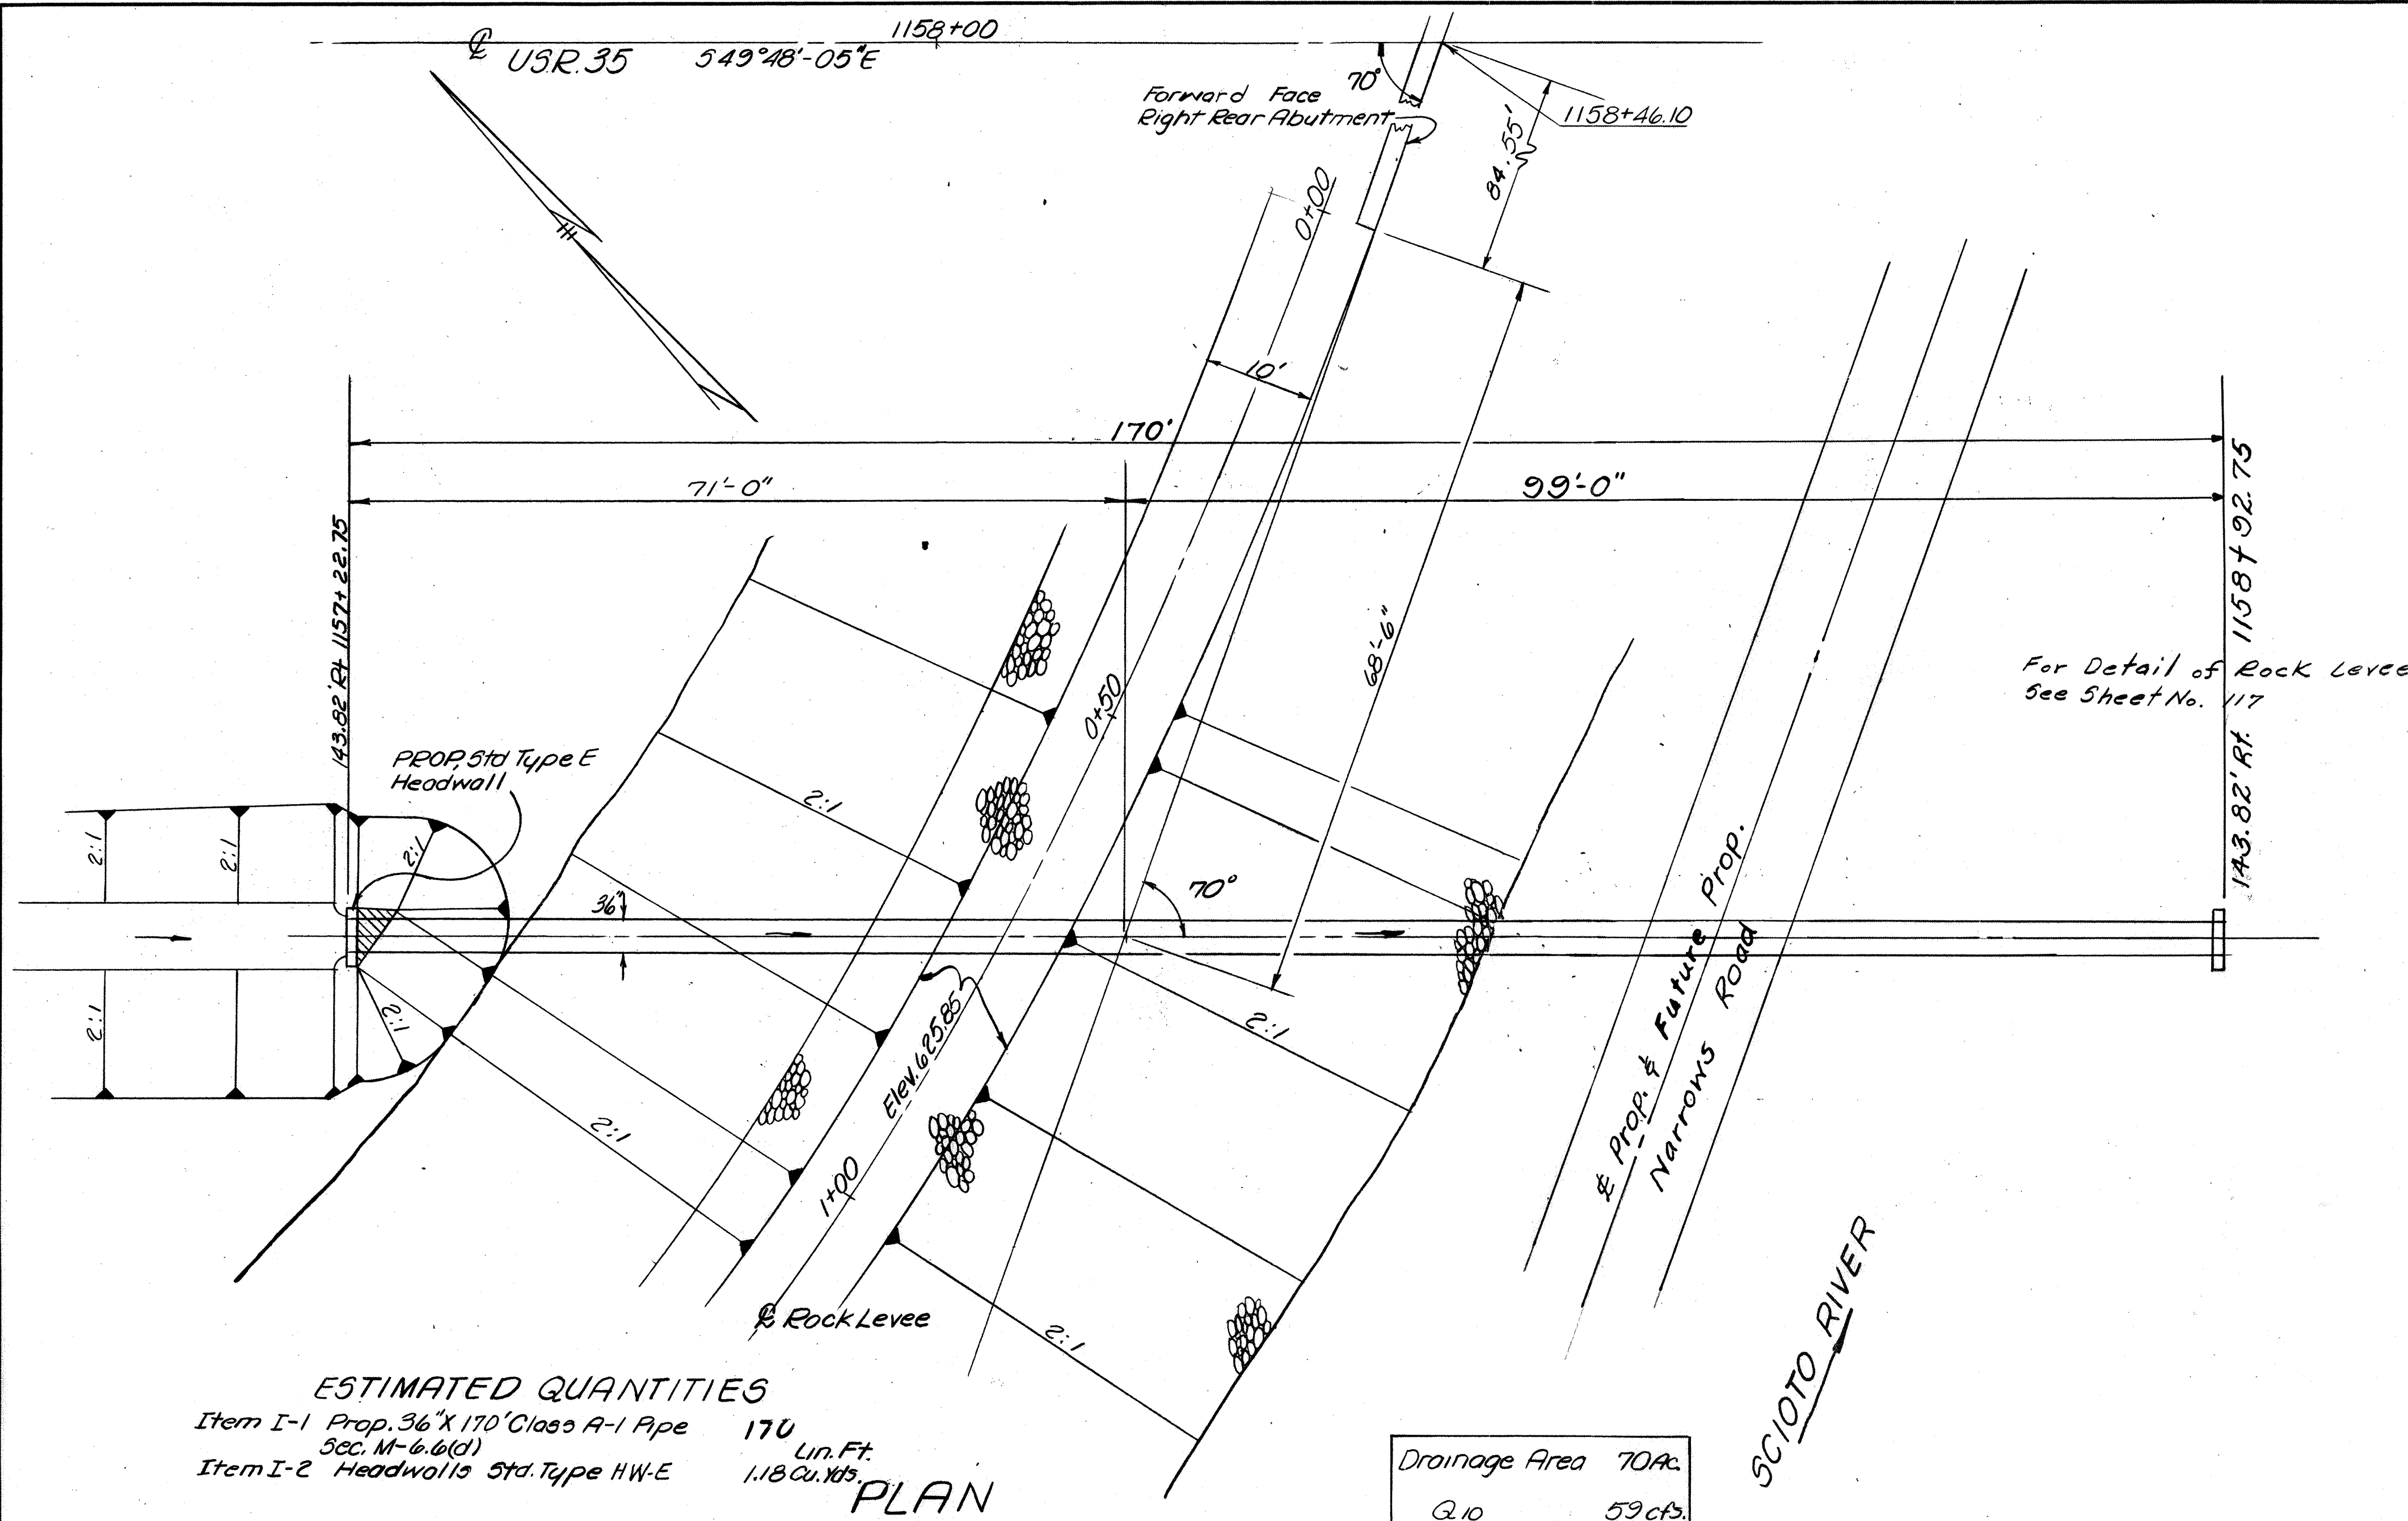 1158+00
℄ U.S.R. 35 S49°48'-05"E
70°
Forward Face
Right Rear Abutment
1158+46.10
84.55'
0+00
10'
170'
71'-0"
99'-0"
143.82' Rt 1157+22.75
143.82' Rt. 1158+92.75
68'-6"
For Detail of Rock Levee
See Sheet No. 117
0+50
PROP. Std Type E
Headwall
2:1
2:1
2:1
2:1
36"
70°
2:1
2:1
2:1
Elev. 625.85
2:1
1+00
℄ Prop. & Future Prop.
Narrows Road
℄ Rock Levee
2:1
SCIOTO RIVER
ESTIMATED QUANTITIES
Item I-1 Prop. 36" X 170' Class A-1 Pipe 170
Sec. M-6.6(d) Lin. Ft.
Item I-2 Headwalls Std. Type HW-E 1.18 Cu. Yds.
PLAN
Drainage Area 70 Ac.
Q10 59 cfs.